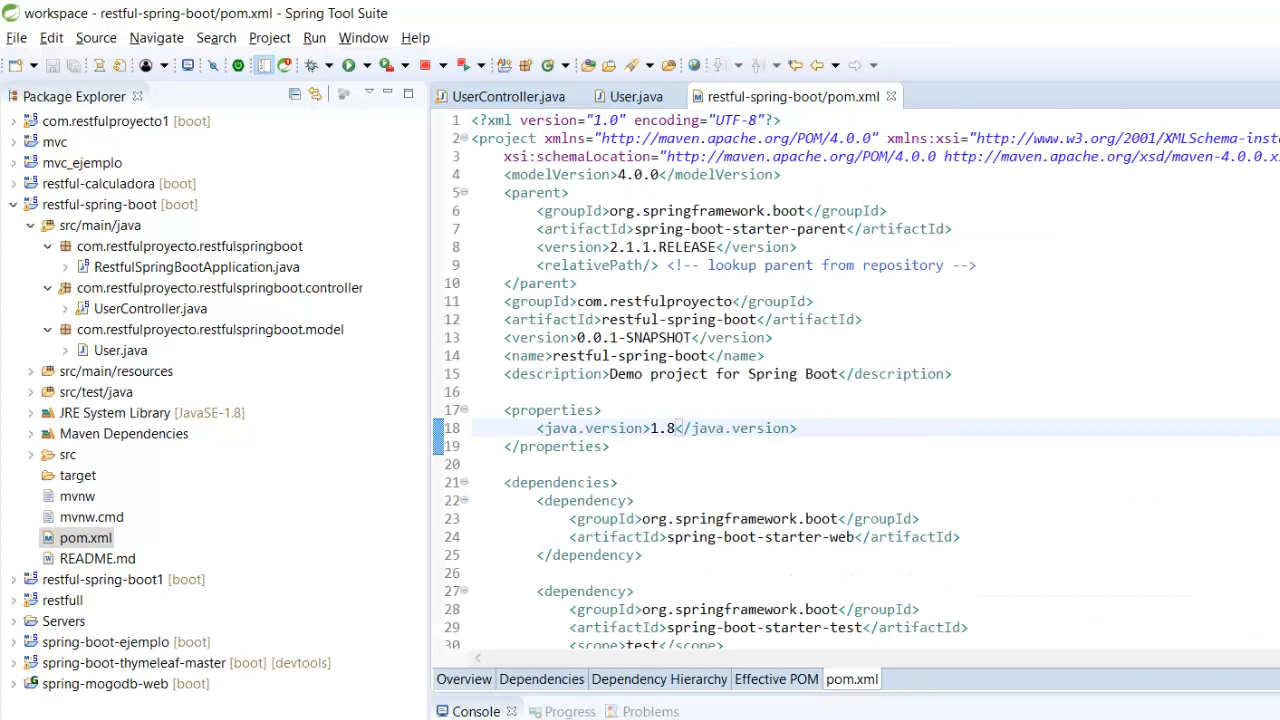 workspace - restful-spring-boot/pom.xml - Spring Tool Suite
File Edit Source Navigate Search Project Run Window Help
Package Explorer
com.restfulproyecto1 [boot]
mvc
mvc_ejemplo
restful-calculadora [boot]
restful-spring-boot [boot]
src/main/java
com.restfulproyecto.restfulspringboot
RestfulSpringBootApplication.java
com.restfulproyecto.restfulspringboot.controller
UserController.java
com.restfulproyecto.restfulspringboot.model
User.java
src/main/resources
src/test/java
JRE System Library [JavaSE-1.8]
Maven Dependencies
src
target
mvnw
mvnw.cmd
pom.xml
README.md
restful-spring-boot1 [boot]
restfull
Servers
spring-boot-ejemplo [boot]
spring-boot-thymeleaf-master [boot] [devtools]
spring-mogodb-web [boot]
UserController.java User.java restful-spring-boot/pom.xml
1 <?xml version="1.0" encoding="UTF-8"?>
2 <project xmlns="http://maven.apache.org/POM/4.0.0" xmlns:xsi="http://www.w3.org/2001/XMLSchema-inst
3 xsi:schemaLocation="http://maven.apache.org/POM/4.0.0 http://maven.apache.org/xsd/maven-4.0.0.x
4 <modelVersion>4.0.0</modelVersion>
5 <parent>
6 <groupId>org.springframework.boot</groupId>
7 <artifactId>spring-boot-starter-parent</artifactId>
8 <version>2.1.1.RELEASE</version>
9 <relativePath/> <!-- lookup parent from repository -->
10 </parent>
11 <groupId>com.restfulproyecto</groupId>
12 <artifactId>restful-spring-boot</artifactId>
13 <version>0.0.1-SNAPSHOT</version>
14 <name>restful-spring-boot</name>
15 <description>Demo project for Spring Boot</description>
16
17 <properties>
18 <java.version>1.8</java.version>
19 </properties>
20
21 <dependencies>
22 <dependency>
23 <groupId>org.springframework.boot</groupId>
24 <artifactId>spring-boot-starter-web</artifactId>
25 </dependency>
26
27 <dependency>
28 <groupId>org.springframework.boot</groupId>
29 <artifactId>spring-boot-starter-test</artifactId>
30 <scope>test</scope>
Overview Dependencies Dependency Hierarchy Effective POM pom.xml
Console Progress Problems